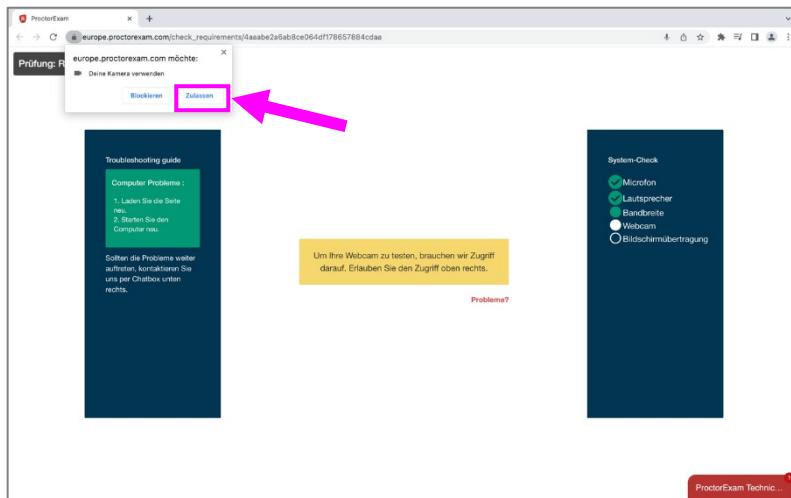 ProctorExam
europe.proctorexam.com/check_requirements/4aaabe2a6ab8ce064df178657884cdaa
Prüfung: R
europe.proctorexam.com möchte:
Deine Kamera verwenden
Blockieren Zulassen
Troubleshooting guide
Computer Probleme :
1. Laden Sie die Seite
neu.
2. Starten Sie den
Computer neu.
Sollten die Probleme weiter
auftreten, kontaktieren Sie
uns per Chatbox unten
rechts.
Um Ihre Webcam zu testen, brauchen wir Zugriff
darauf. Erlauben Sie den Zugriff oben rechts.
Probleme?
System-Check
Microfon
Lautsprecher
Bandbreite
Webcam
Bildschirmübertragung
ProctorExam Technic...